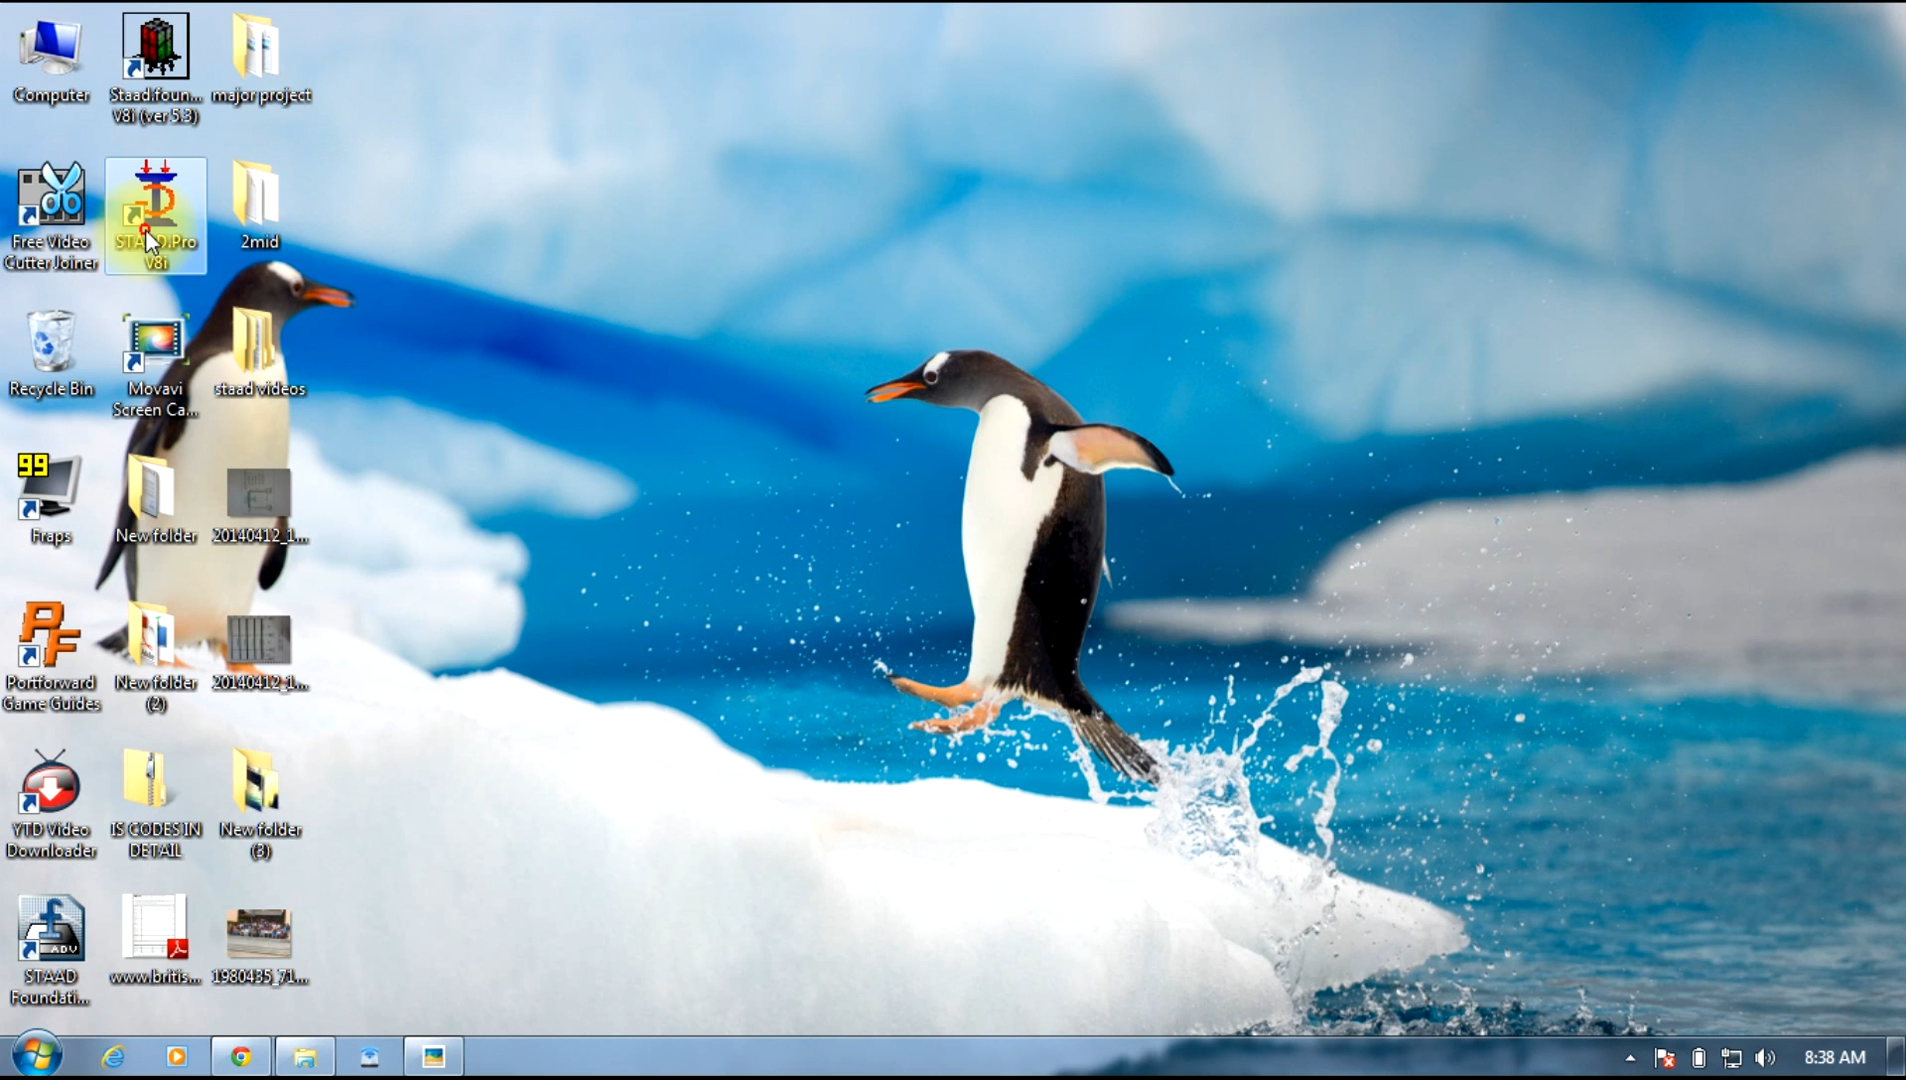 Computer
Staad.foun...
V8i (ver 5.3)
major project
Free Video
Cutter Joiner
STAAD.Pro
V8i
2mid
Recycle Bin
Movavi
Screen Ca...
staad videos
99
Fraps
New folder
20140412_1...
PF
Portforward
Game Guides
New folder
(2)
20140412_1...
YTD Video
Downloader
IS CODES IN
DETAIL
New folder
(3)
f
ADV
STAAD
Foundati...
www.britis...
1980435_71...
8:38 AM